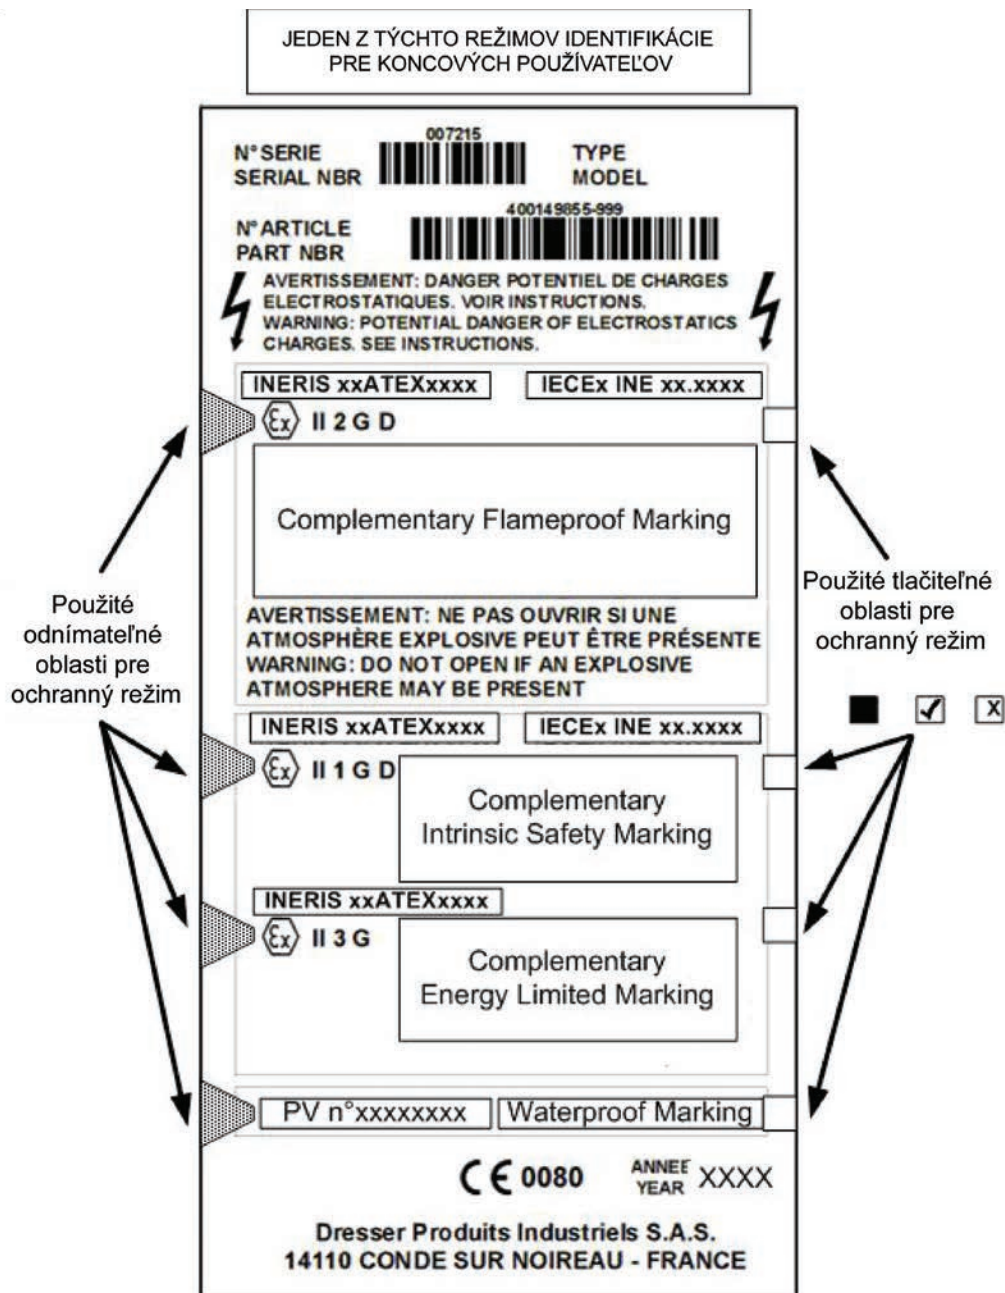 JEDEN Z TÝCHTO REŽIMOV IDENTIFIKÁCIE
PRE KONCOVÝCH POUŽÍVATEĽOV
007215
N° SERIE
SERIAL NBR
TYPE
MODEL
400149855-999
N° ARTICLE
PART NBR
AVERTISSEMENT: DANGER POTENTIEL DE CHARGES
ELECTROSTATIQUES. VOIR INSTRUCTIONS.
WARNING: POTENTIAL DANGER OF ELECTROSTATICS
CHARGES. SEE INSTRUCTIONS.
INERIS xxATEXxxxx
IECEx INE xx.xxxx
Ex II 2 G D
Complementary Flameproof Marking
Použité
odnímateľné
oblasti pre
ochranný režim
Použité tlačiteľné
oblasti pre
ochranný režim
AVERTISSEMENT: NE PAS OUVRIR SI UNE
ATMOSPHÈRE EXPLOSIVE PEUT ÊTRE PRÉSENTE
WARNING: DO NOT OPEN IF AN EXPLOSIVE
ATMOSPHERE MAY BE PRESENT
X
INERIS xxATEXxxxx
IECEx INE xx.xxxx
Ex II 1 G D
Complementary
Intrinsic Safety Marking
INERIS xxATEXxxxx
Ex II 3 G
Complementary
Energy Limited Marking
PV n°xxxxxxxx
Waterproof Marking
CE 0080
ANNEE
YEAR
XXXX
Dresser Produits Industriels S.A.S.
14110 CONDE SUR NOIREAU - FRANCE